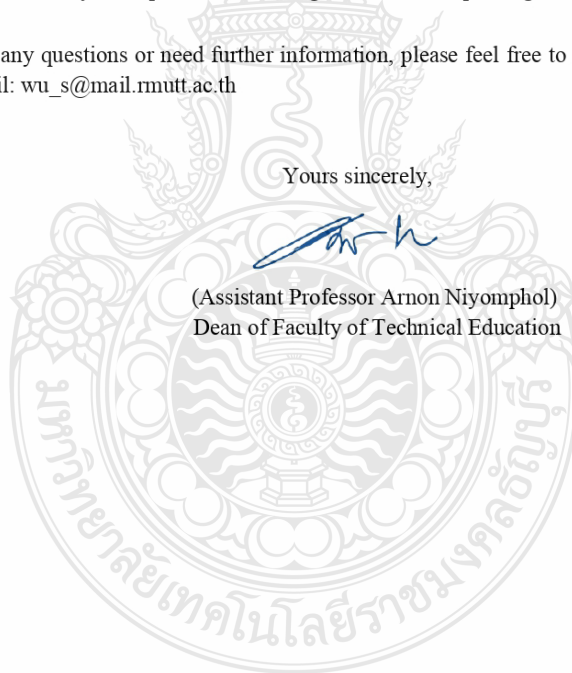 any questions or need further information, please feel free to
il: wu_s@mail.rmutt.ac.th
Yours sincerely,
(Assistant Professor Arnon Niyomphol)
Dean of Faculty of Technical Education
มหาวิทยาลัยเทคโนโลยีราชมงคลธัญบุรี